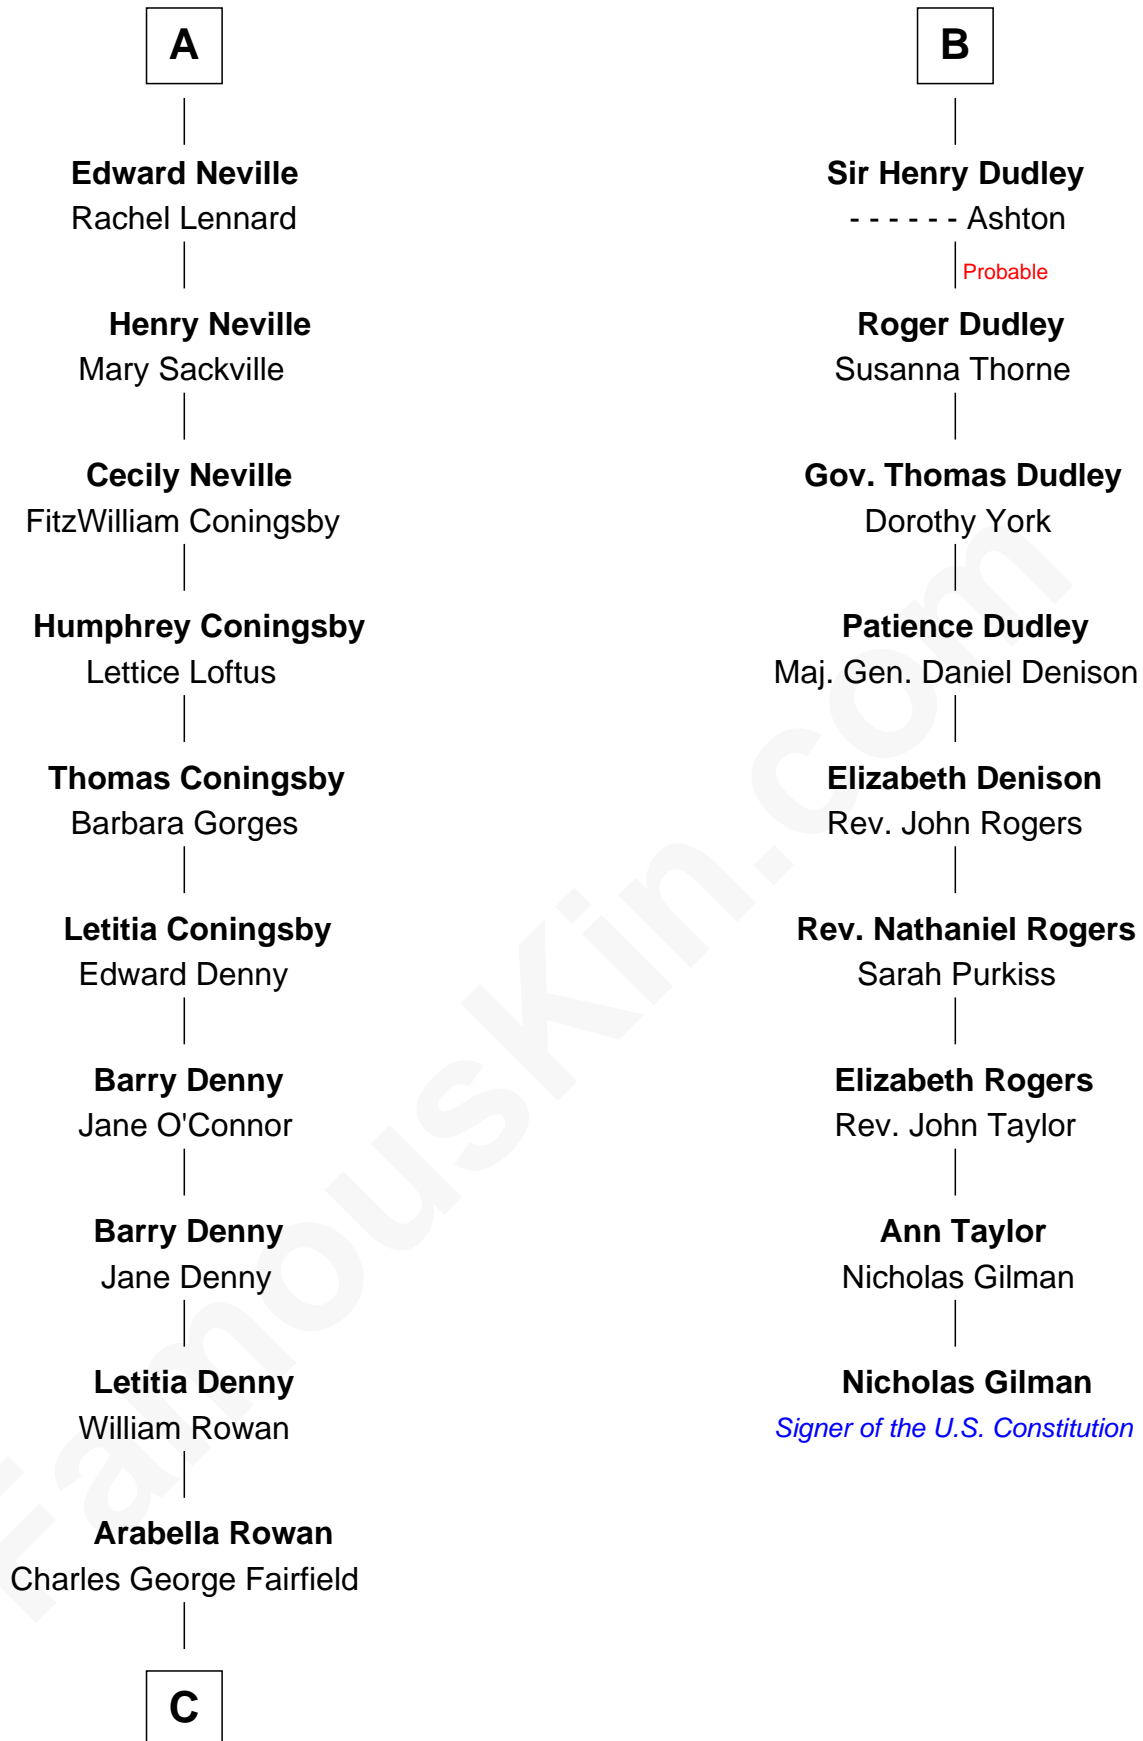 A
Edward Neville
Rachel Lennard
Henry Neville
Mary Sackville
Cecily Neville
FitzWilliam Coningsby
Humphrey Coningsby
Lettice Loftus
Thomas Coningsby
Barbara Gorges
Letitia Coningsby
Edward Denny
Barry Denny
Jane O'Connor
Barry Denny
Jane Denny
Letitia Denny
William Rowan
Arabella Rowan
Charles George Fairfield
C
B
Sir Henry Dudley
- - - - - - Ashton
Probable
Roger Dudley
Susanna Thorne
Gov. Thomas Dudley
Dorothy York
Patience Dudley
Maj. Gen. Daniel Denison
Elizabeth Denison
Rev. John Rogers
Rev. Nathaniel Rogers
Sarah Purkiss
Elizabeth Rogers
Rev. John Taylor
Ann Taylor
Nicholas Gilman
Nicholas Gilman
Signer of the U.S. Constitution
FamousKin.com